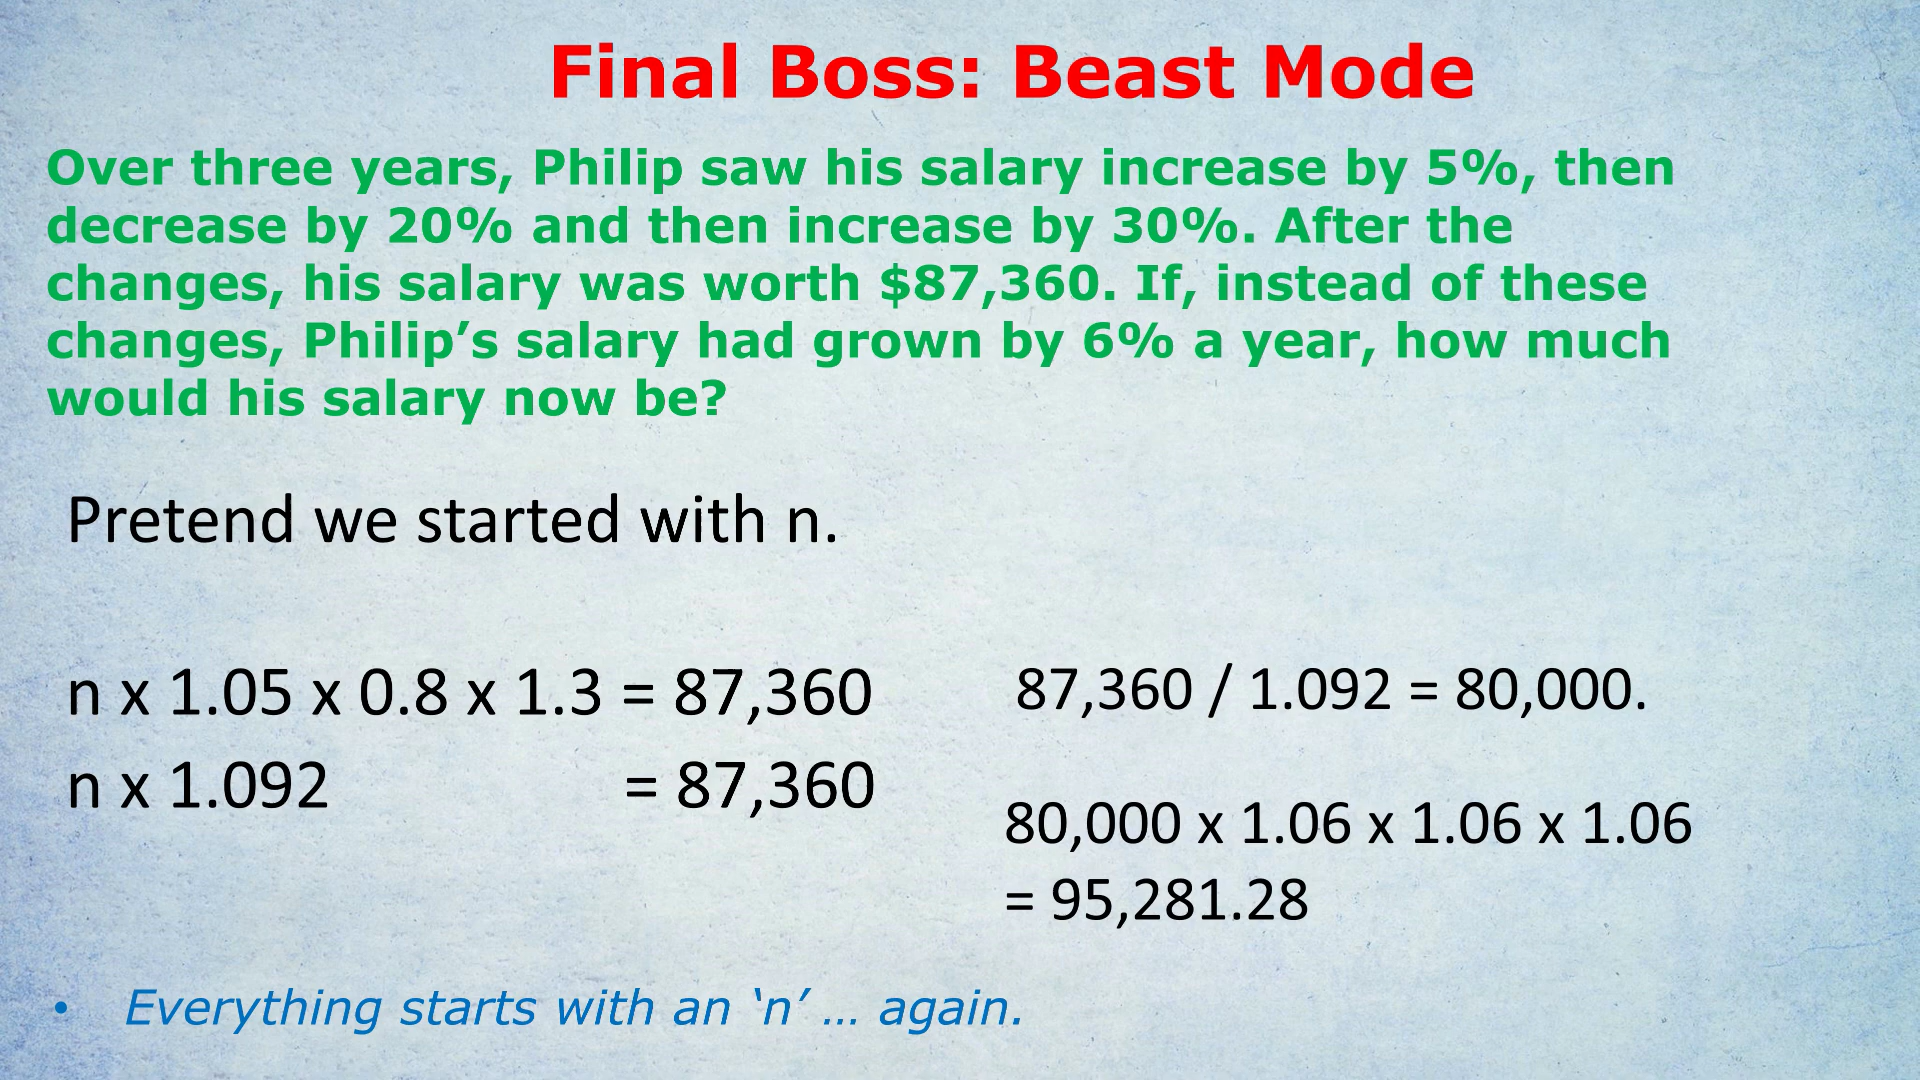 Final Boss: Beast Mode
Over three years, Philip saw his salary increase by 5%, then
decrease by 20% and then increase by 30%. After the
changes, his salary was worth $87,360. If, instead of these
changes, Philip’s salary had grown by 6% a year, how much
would his salary now be?
Pretend we started with n.
n x 1.05 x 0.8 x 1.3 = 87,360
n x 1.092 = 87,360
87,360 / 1.092 = 80,000.
80,000 x 1.06 x 1.06 x 1.06
= 95,281.28
• Everything starts with an ‘n’ … again.